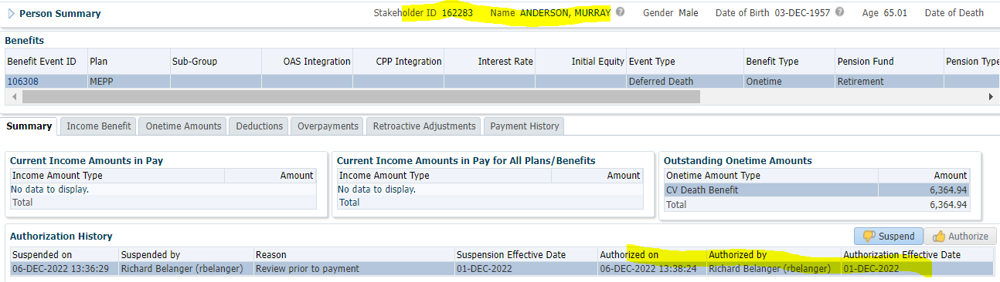 Person Summary Stakeholder ID 162283 Name ANDERSON, MURRAY Gender Male Date of Birth 03-DEC-1957 Age 65.01 Date of Death
Benefits
Benefit Event ID Plan Sub-Group OAS Integration CPP Integration Interest Rate Initial Equity Event Type Benefit Type Pension Fund Pension Type
106308 MEPP Deferred Death Onetime Retirement
Summary Income Benefit Onetime Amounts Deductions Overpayments Retroactive Adjustments Payment History
Current Income Amounts in Pay Current Income Amounts in Pay for All Plans/Benefits Outstanding Onetime Amounts
Income Amount Type Amount Income Amount Type Amount Onetime Amount Type Amount
No data to display. No data to display. CV Death Benefit 6,364.94
Total Total Total 6,364.94
Authorization History Suspend Authorize
Suspended on Suspended by Reason Suspension Effective Date Authorized on Authorized by Authorization Effective Date
06-DEC-2022 13:36:29 Richard Belanger (rbelanger) Review prior to payment 01-DEC-2022 06-DEC-2022 13:38:24 Richard Belanger (rbelanger) 01-DEC-2022